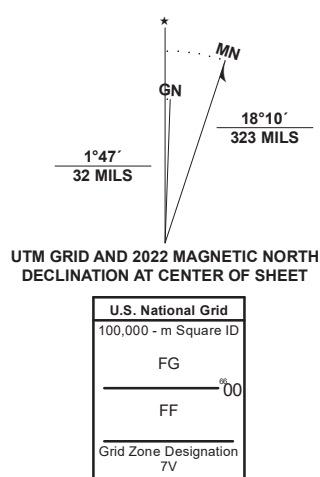 ★
MN
GN
18°10´
323 MILS
1°47´
32 MILS
UTM GRID AND 2022 MAGNETIC NORTH
DECLINATION AT CENTER OF SHEET
U.S. National Grid
100,000 - m Square ID
FG
6600
FF
Grid Zone Designation
7V